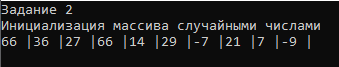 Задание 2
Инициализация массива случайными числами
66 |36 |27 |66 |14 |29 |-7 |21 |7 |-9 |